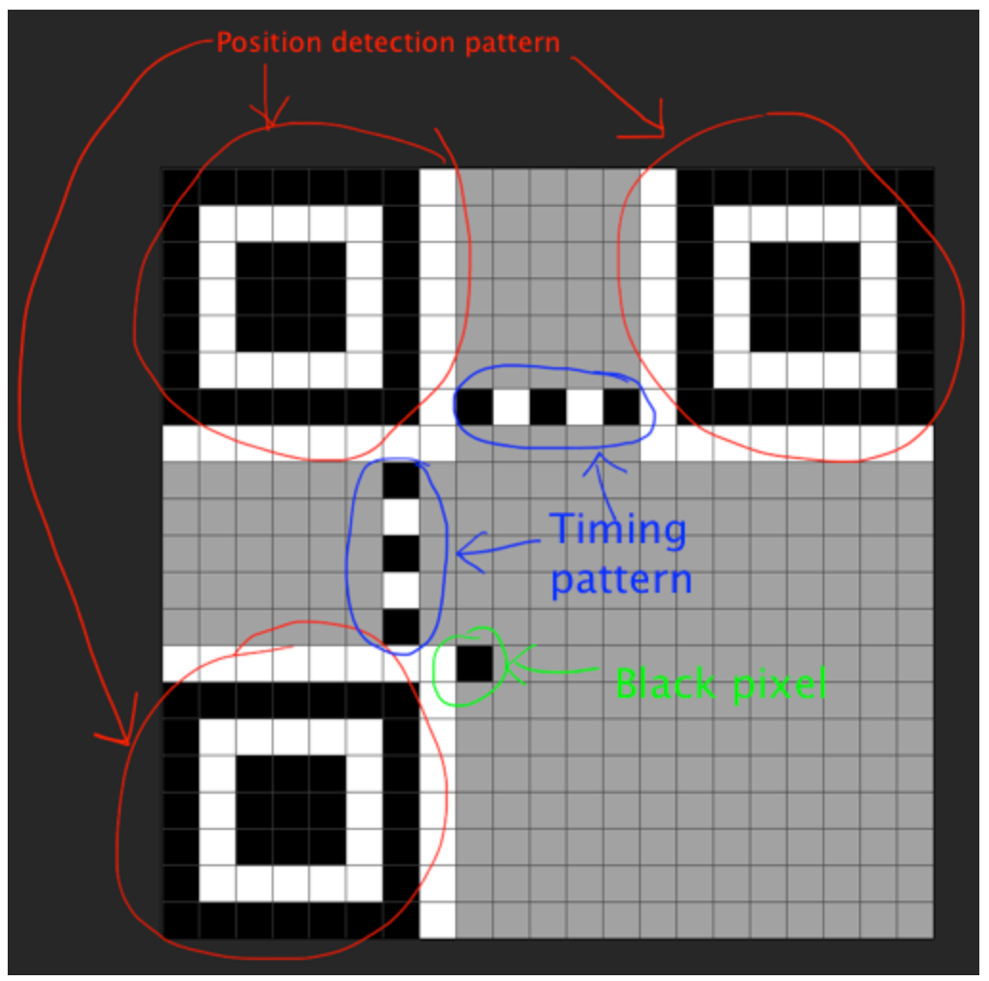 Position detection pattern
Timing
pattern
Black pixel